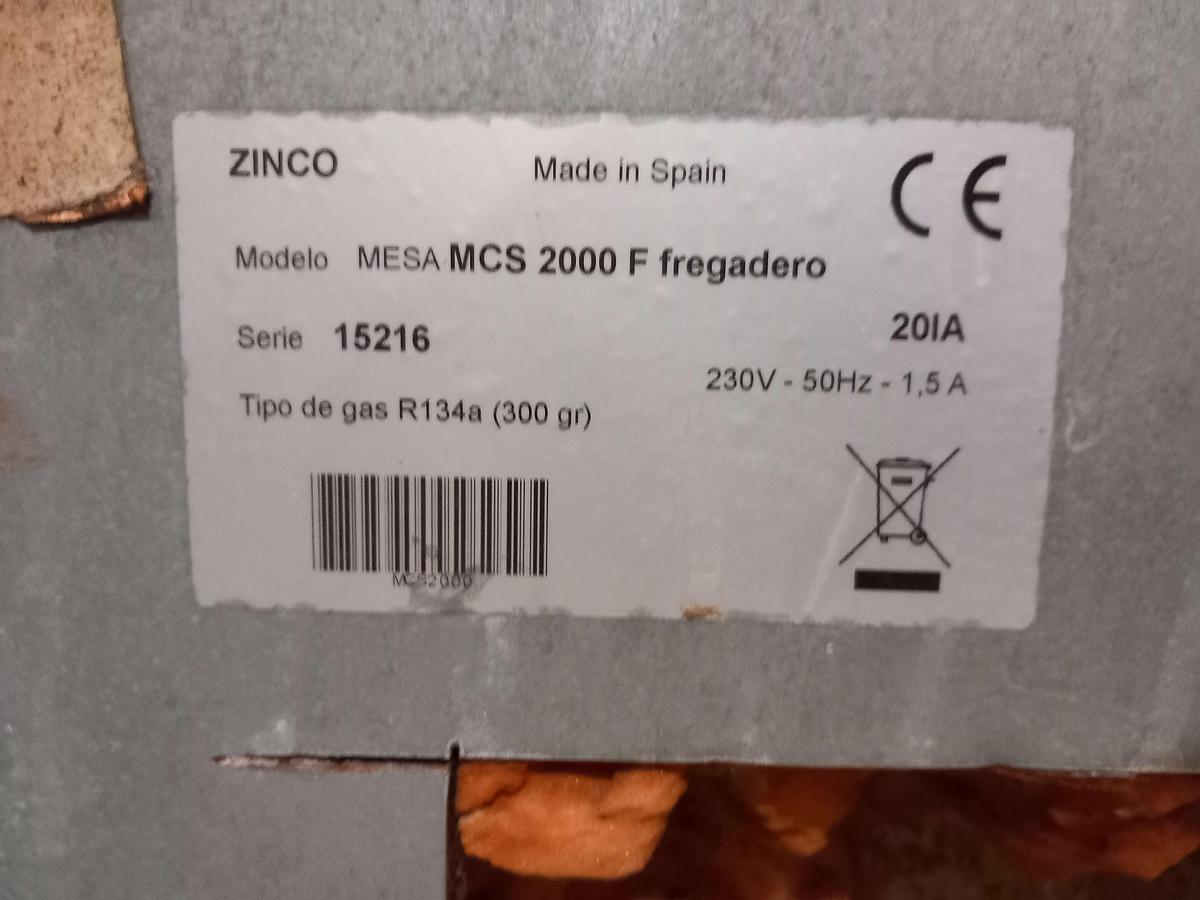 ZINCO Made in Spain CE
Modelo MESA MCS 2000 F fregadero
Serie 15216 20IA
230V - 50Hz - 1,5 A
Tipo de gas R134a (300 gr)
MCS2000